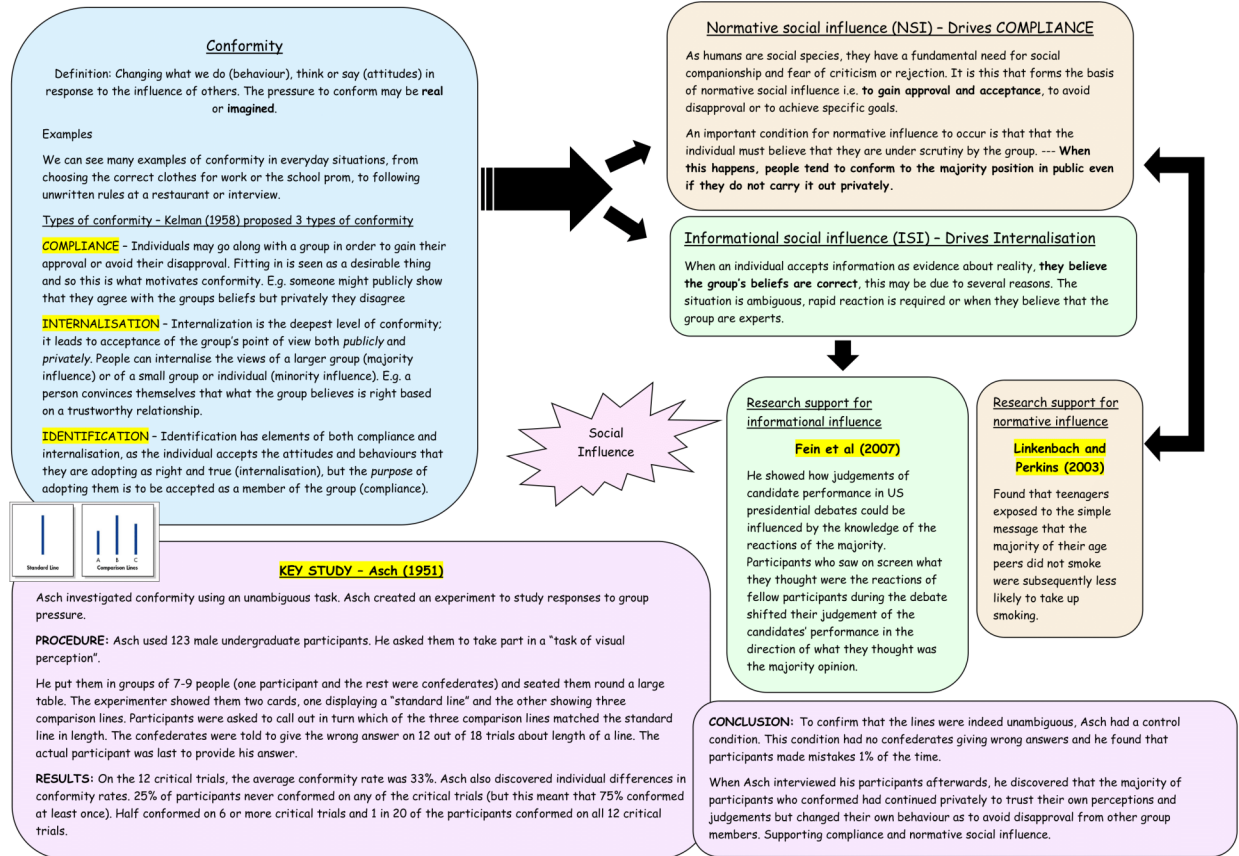 Conformity
Definition: Changing what we do (behaviour), think or say (attitudes) in
response to the influence of others. The pressure to conform may be real
or imagined.
Examples
We can see many examples of conformity in everyday situations, from
choosing the correct clothes for work or the school prom, to following
unwritten rules at a restaurant or interview.
Types of conformity – Kelman (1958) proposed 3 types of conformity
COMPLIANCE – Individuals may go along with a group in order to gain their
approval or avoid their disapproval. Fitting in is seen as a desirable thing
and so this is what motivates conformity. E.g. someone might publicly show
that they agree with the groups beliefs but privately they disagree
INTERNALISATION – Internalization is the deepest level of conformity;
it leads to acceptance of the group's point of view both publicly and
privately. People can internalise the views of a larger group (majority
influence) or of a small group or individual (minority influence). E.g. a
person convinces themselves that what the group believes is right based
on a trustworthy relationship.
IDENTIFICATION – Identification has elements of both compliance and
internalisation, as the individual accepts the attitudes and behaviours that
they are adopting as right and true (internalisation), but the purpose of
adopting them is to be accepted as a member of the group (compliance).
Normative social influence (NSI) – Drives COMPLIANCE
As humans are social species, they have a fundamental need for social
companionship and fear of criticism or rejection. It is this that forms the basis
of normative social influence i.e. to gain approval and acceptance, to avoid
disapproval or to achieve specific goals.
An important condition for normative influence to occur is that that the
individual must believe that they are under scrutiny by the group. --- When
this happens, people tend to conform to the majority position in public even
if they do not carry it out privately.
Informational social influence (ISI) – Drives Internalisation
When an individual accepts information as evidence about reality, they believe
the group's beliefs are correct, this may be due to several reasons. The
situation is ambiguous, rapid reaction is required or when they believe that the
group are experts.
Social
Influence
Research support for
informational influence
Fein et al (2007)
He showed how judgements of
candidate performance in US
presidential debates could be
influenced by the knowledge of the
reactions of the majority.
Participants who saw on screen what
they thought were the reactions of
fellow participants during the debate
shifted their judgement of the
candidates' performance in the
direction of what they thought was
the majority opinion.
Research support for
normative influence
Linkenbach and
Perkins (2003)
Found that teenagers
exposed to the simple
message that the
majority of their age
peers did not smoke
were subsequently less
likely to take up
smoking.
A B C
Standard Line Comparison Lines
KEY STUDY – Asch (1951)
Asch investigated conformity using an unambiguous task. Asch created an experiment to study responses to group
pressure.
PROCEDURE: Asch used 123 male undergraduate participants. He asked them to take part in a "task of visual
perception".
He put them in groups of 7-9 people (one participant and the rest were confederates) and seated them round a large
table. The experimenter showed them two cards, one displaying a "standard line" and the other showing three
comparison lines. Participants were asked to call out in turn which of the three comparison lines matched the standard
line in length. The confederates were told to give the wrong answer on 12 out of 18 trials about length of a line. The
actual participant was last to provide his answer.
RESULTS: On the 12 critical trials, the average conformity rate was 33%. Asch also discovered individual differences in
conformity rates. 25% of participants never conformed on any of the critical trials (but this meant that 75% conformed
at least once). Half conformed on 6 or more critical trials and 1 in 20 of the participants conformed on all 12 critical
trials.
CONCLUSION: To confirm that the lines were indeed unambiguous, Asch had a control
condition. This condition had no confederates giving wrong answers and he found that
participants made mistakes 1% of the time.
When Asch interviewed his participants afterwards, he discovered that the majority of
participants who conformed had continued privately to trust their own perceptions and
judgements but changed their own behaviour as to avoid disapproval from other group
members. Supporting compliance and normative social influence.